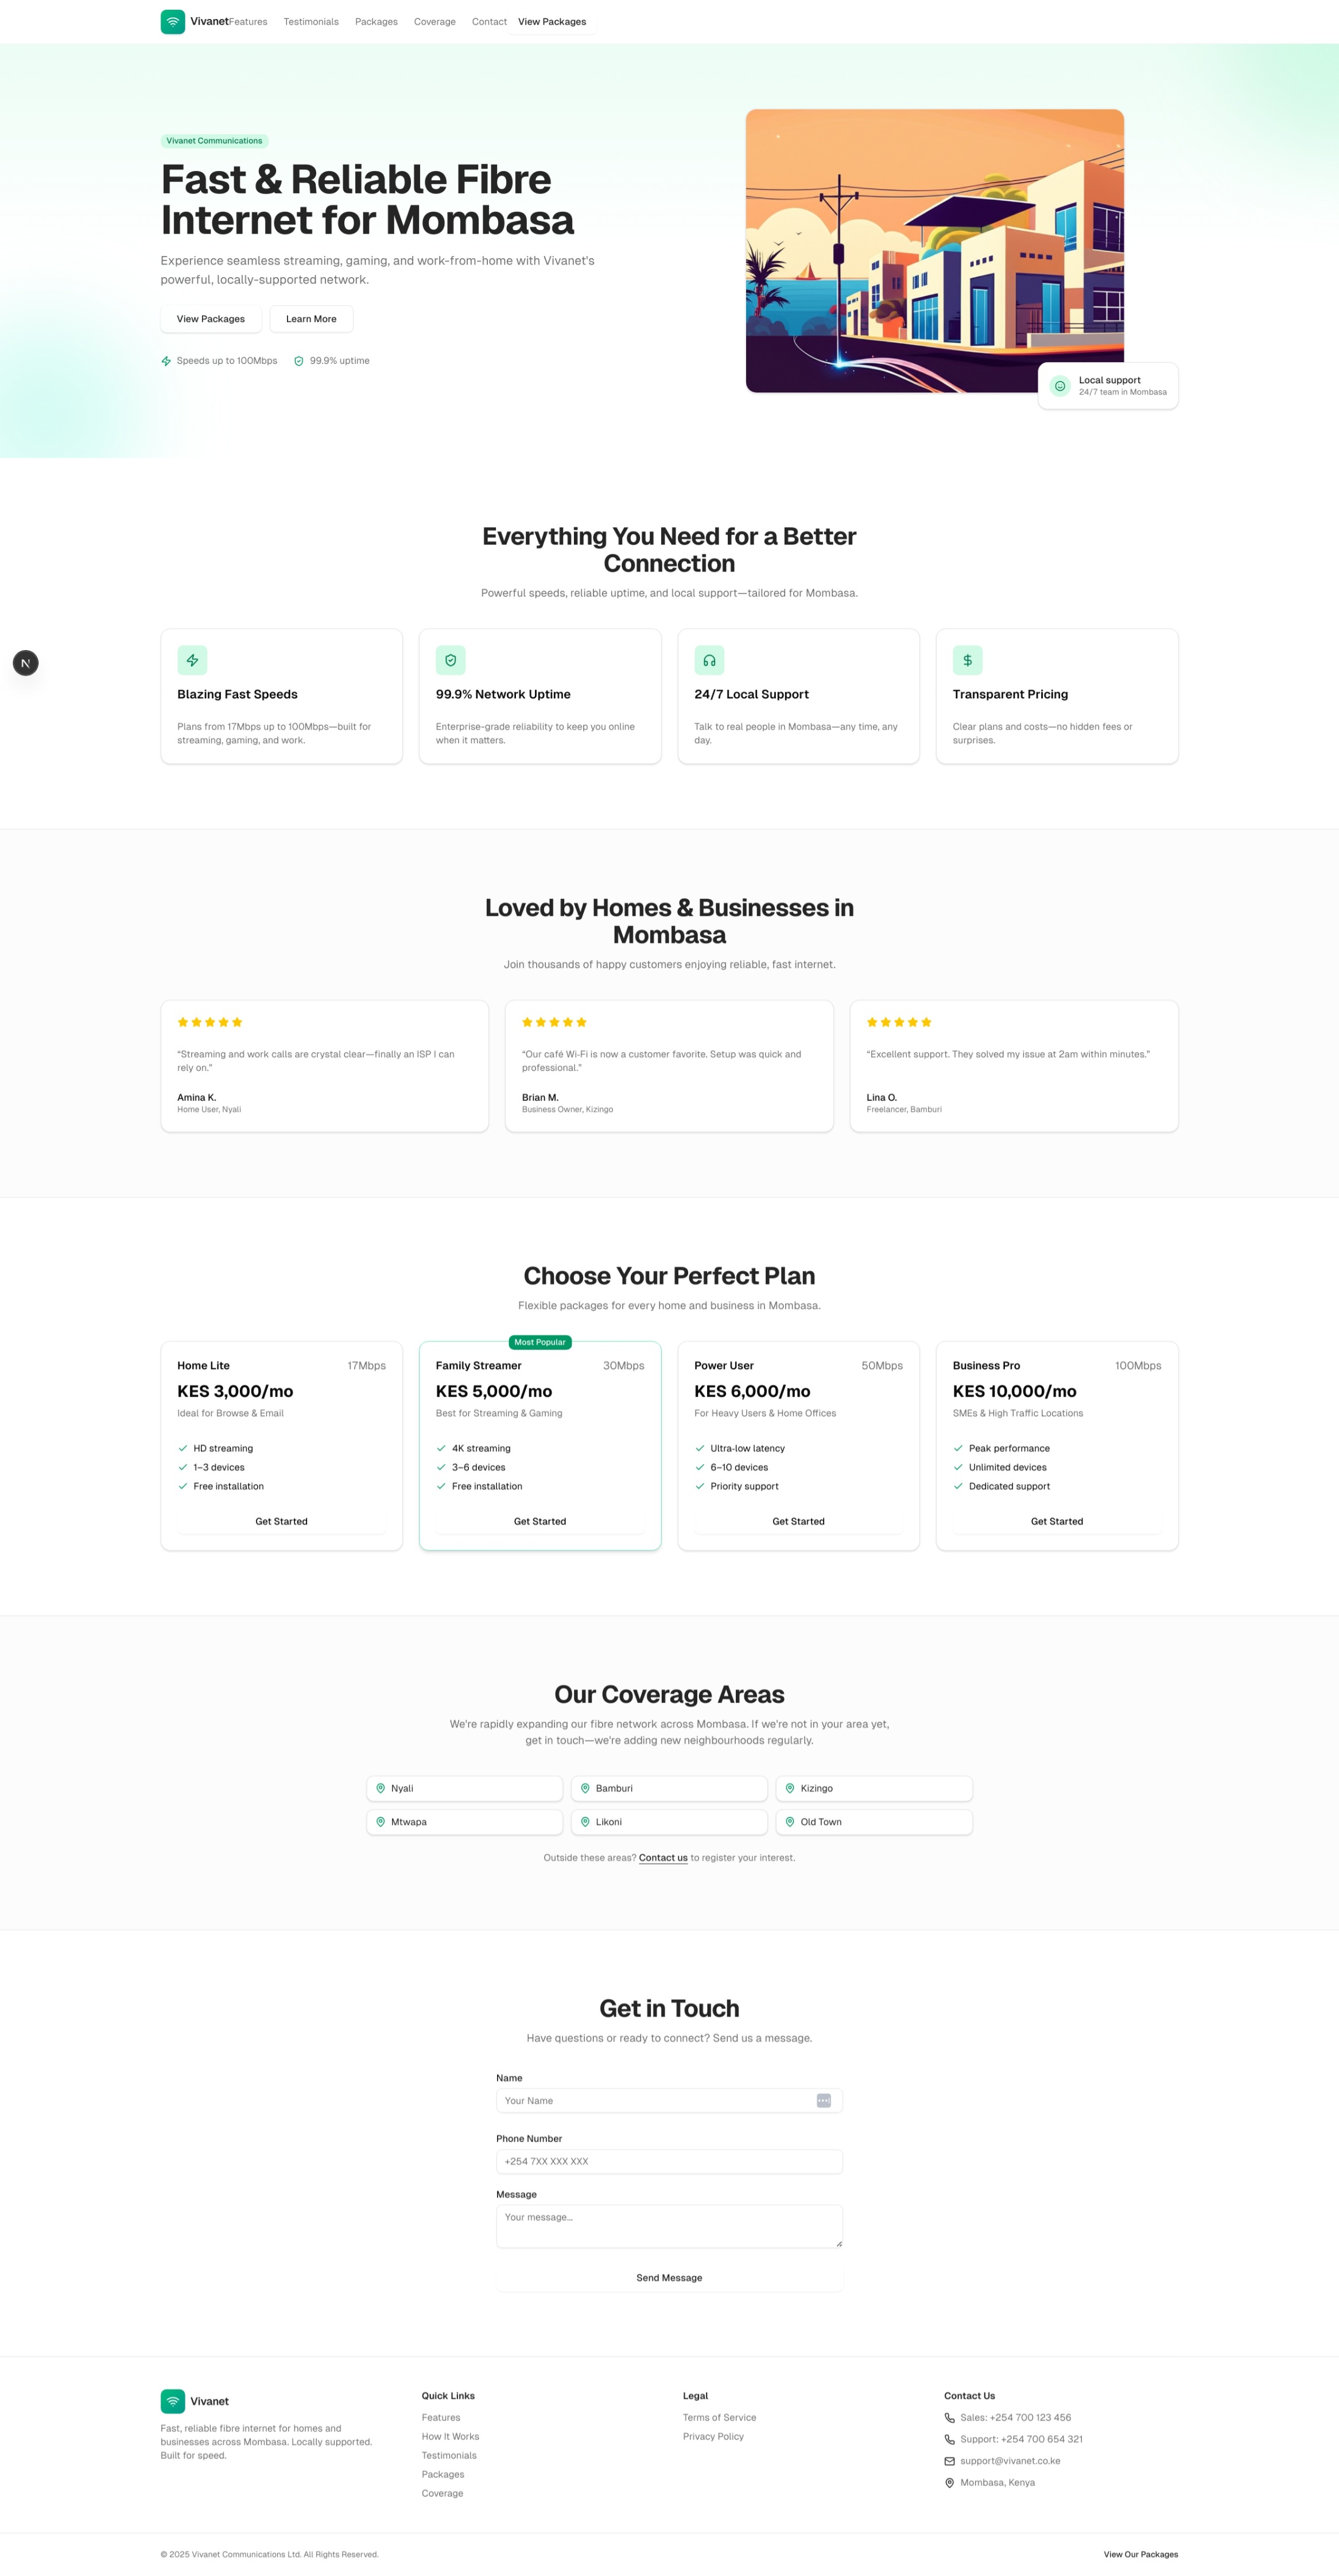 Vivanet
Features
Testimonials
Packages
Coverage
Contact
View Packages
Vivanet Communications
Fast & Reliable Fibre
Internet for Mombasa
Experience seamless streaming, gaming, and work-from-home with Vivanet's
powerful, locally-supported network.
View Packages
Learn More
Speeds up to 100Mbps
99.9% uptime
Local support
24/7 team in Mombasa
Everything You Need for a Better
Connection
Powerful speeds, reliable uptime, and local support—tailored for Mombasa.
N
Blazing Fast Speeds
Plans from 17Mbps up to 100Mbps—built for
streaming, gaming, and work.
99.9% Network Uptime
Enterprise-grade reliability to keep you online
when it matters.
24/7 Local Support
Talk to real people in Mombasa—any time, any
day.
Transparent Pricing
Clear plans and costs—no hidden fees or
surprises.
Loved by Homes & Businesses in
Mombasa
Join thousands of happy customers enjoying reliable, fast internet.
“Streaming and work calls are crystal clear—finally an ISP I can
rely on.”
Amina K.
Home User, Nyali
“Our café Wi-Fi is now a customer favorite. Setup was quick and
professional.”
Brian M.
Business Owner, Kizingo
“Excellent support. They solved my issue at 2am within minutes.”
Lina O.
Freelancer, Bamburi
Choose Your Perfect Plan
Flexible packages for every home and business in Mombasa.
Home Lite
17Mbps
KES 3,000/mo
Ideal for Browse & Email
HD streaming
1–3 devices
Free installation
Get Started
Most Popular
Family Streamer
30Mbps
KES 5,000/mo
Best for Streaming & Gaming
4K streaming
3–6 devices
Free installation
Get Started
Power User
50Mbps
KES 6,000/mo
For Heavy Users & Home Offices
Ultra-low latency
6–10 devices
Priority support
Get Started
Business Pro
100Mbps
KES 10,000/mo
SMEs & High Traffic Locations
Peak performance
Unlimited devices
Dedicated support
Get Started
Our Coverage Areas
We're rapidly expanding our fibre network across Mombasa. If we're not in your area yet,
get in touch—we're adding new neighbourhoods regularly.
Nyali
Bamburi
Kizingo
Mtwapa
Likoni
Old Town
Outside these areas? Contact us to register your interest.
Get in Touch
Have questions or ready to connect? Send us a message.
Name
Your Name
Phone Number
+254 7XX XXX XXX
Message
Your message...
Send Message
Vivanet
Fast, reliable fibre internet for homes and
businesses across Mombasa. Locally supported.
Built for speed.
Quick Links
Features
How It Works
Testimonials
Packages
Coverage
Legal
Terms of Service
Privacy Policy
Contact Us
Sales: +254 700 123 456
Support: +254 700 654 321
support@vivanet.co.ke
Mombasa, Kenya
© 2025 Vivanet Communications Ltd. All Rights Reserved.
View Our Packages